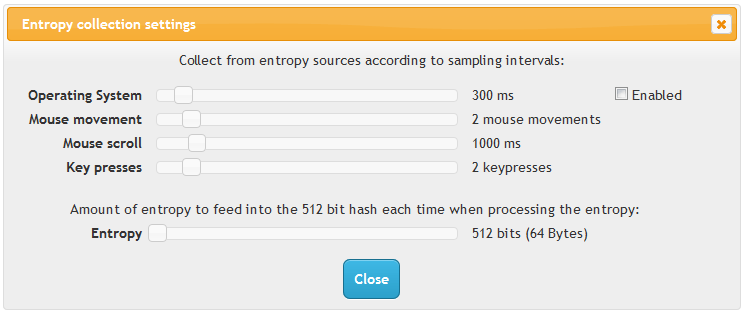 Entropy collection settings
Collect from entropy sources according to sampling intervals:
Operating System 300 ms Enabled
Mouse movement 2 mouse movements
Mouse scroll 1000 ms
Key presses 2 keypresses
Amount of entropy to feed into the 512 bit hash each time when processing the entropy:
Entropy 512 bits (64 Bytes)
Close